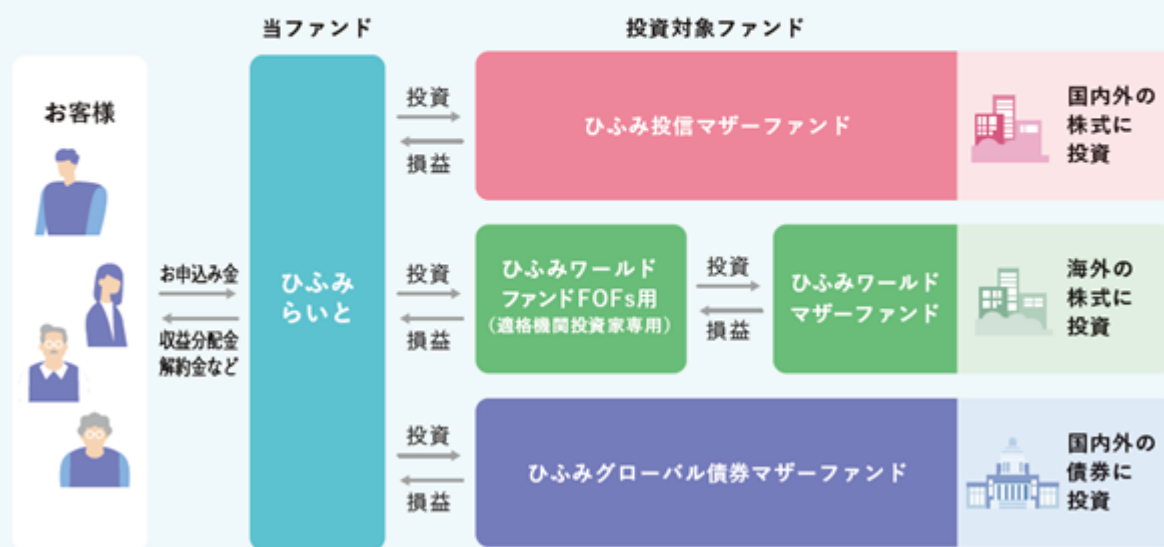 当ファンド
投資対象ファンド
お客様
お申込み金
収益分配金
解約金など
ひふみ
らいと
投資
損益
ひふみ投信マザーファンド
国内外の
株式に
投資
投資
損益
ひふみワールド
ファンドFOFs用
(適格機関投資家専用)
投資
損益
ひふみワールド
マザーファンド
海外の
株式に
投資
投資
損益
ひふみグローバル債券マザーファンド
国内外の
債券に
投資